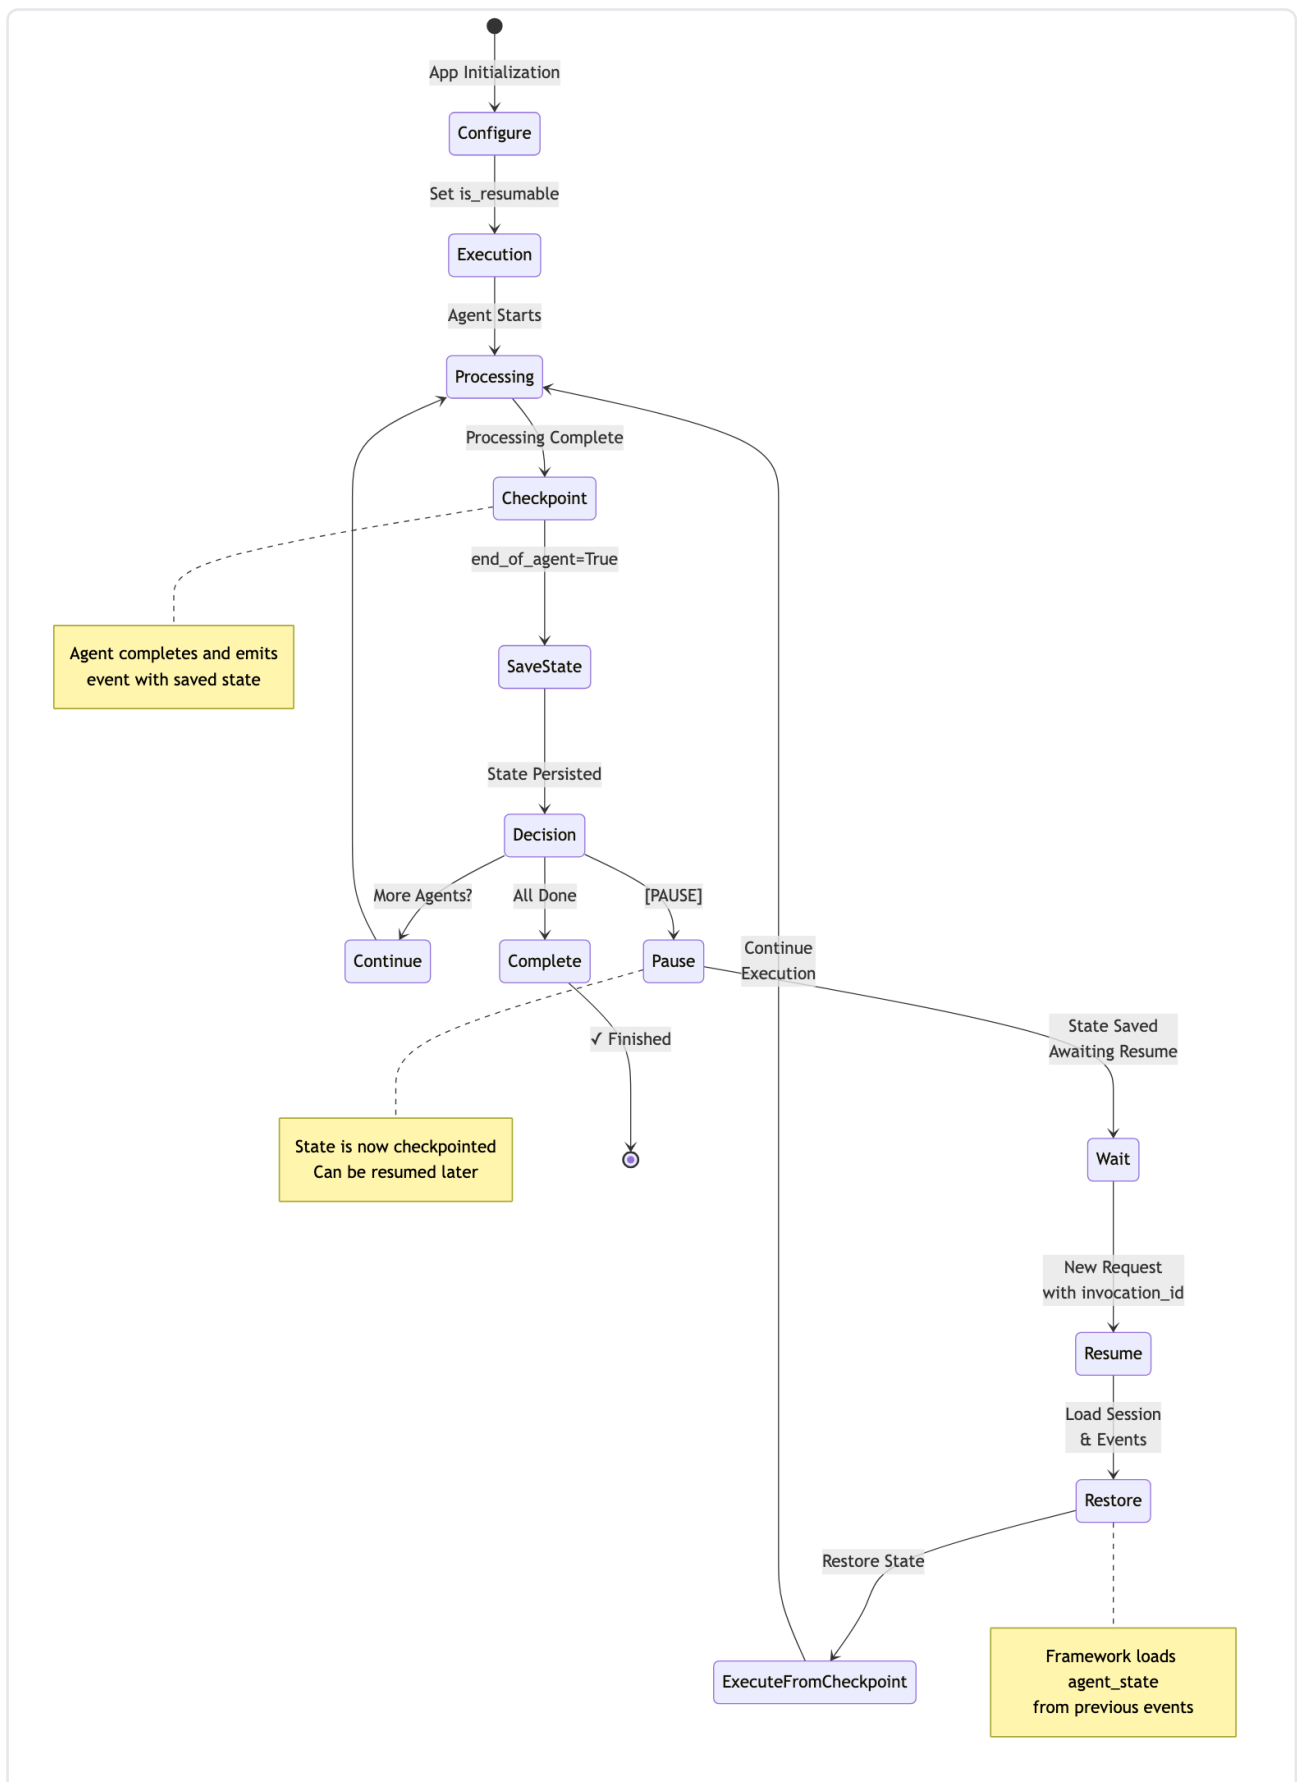 App Initialization
Configure
Set is_resumable
Execution
Agent Starts
Processing
Processing Complete
Checkpoint
end_of_agent=True
Agent completes and emits
event with saved state
SaveState
State Persisted
Decision
More Agents?
All Done
[PAUSE]
Continue
Complete
Pause
Continue
Execution
State Saved
Awaiting Resume
✓ Finished
State is now checkpointed
Can be resumed later
Wait
New Request
with invocation_id
Resume
Load Session
& Events
Restore
Restore State
ExecuteFromCheckpoint
Framework loads
agent_state
from previous events